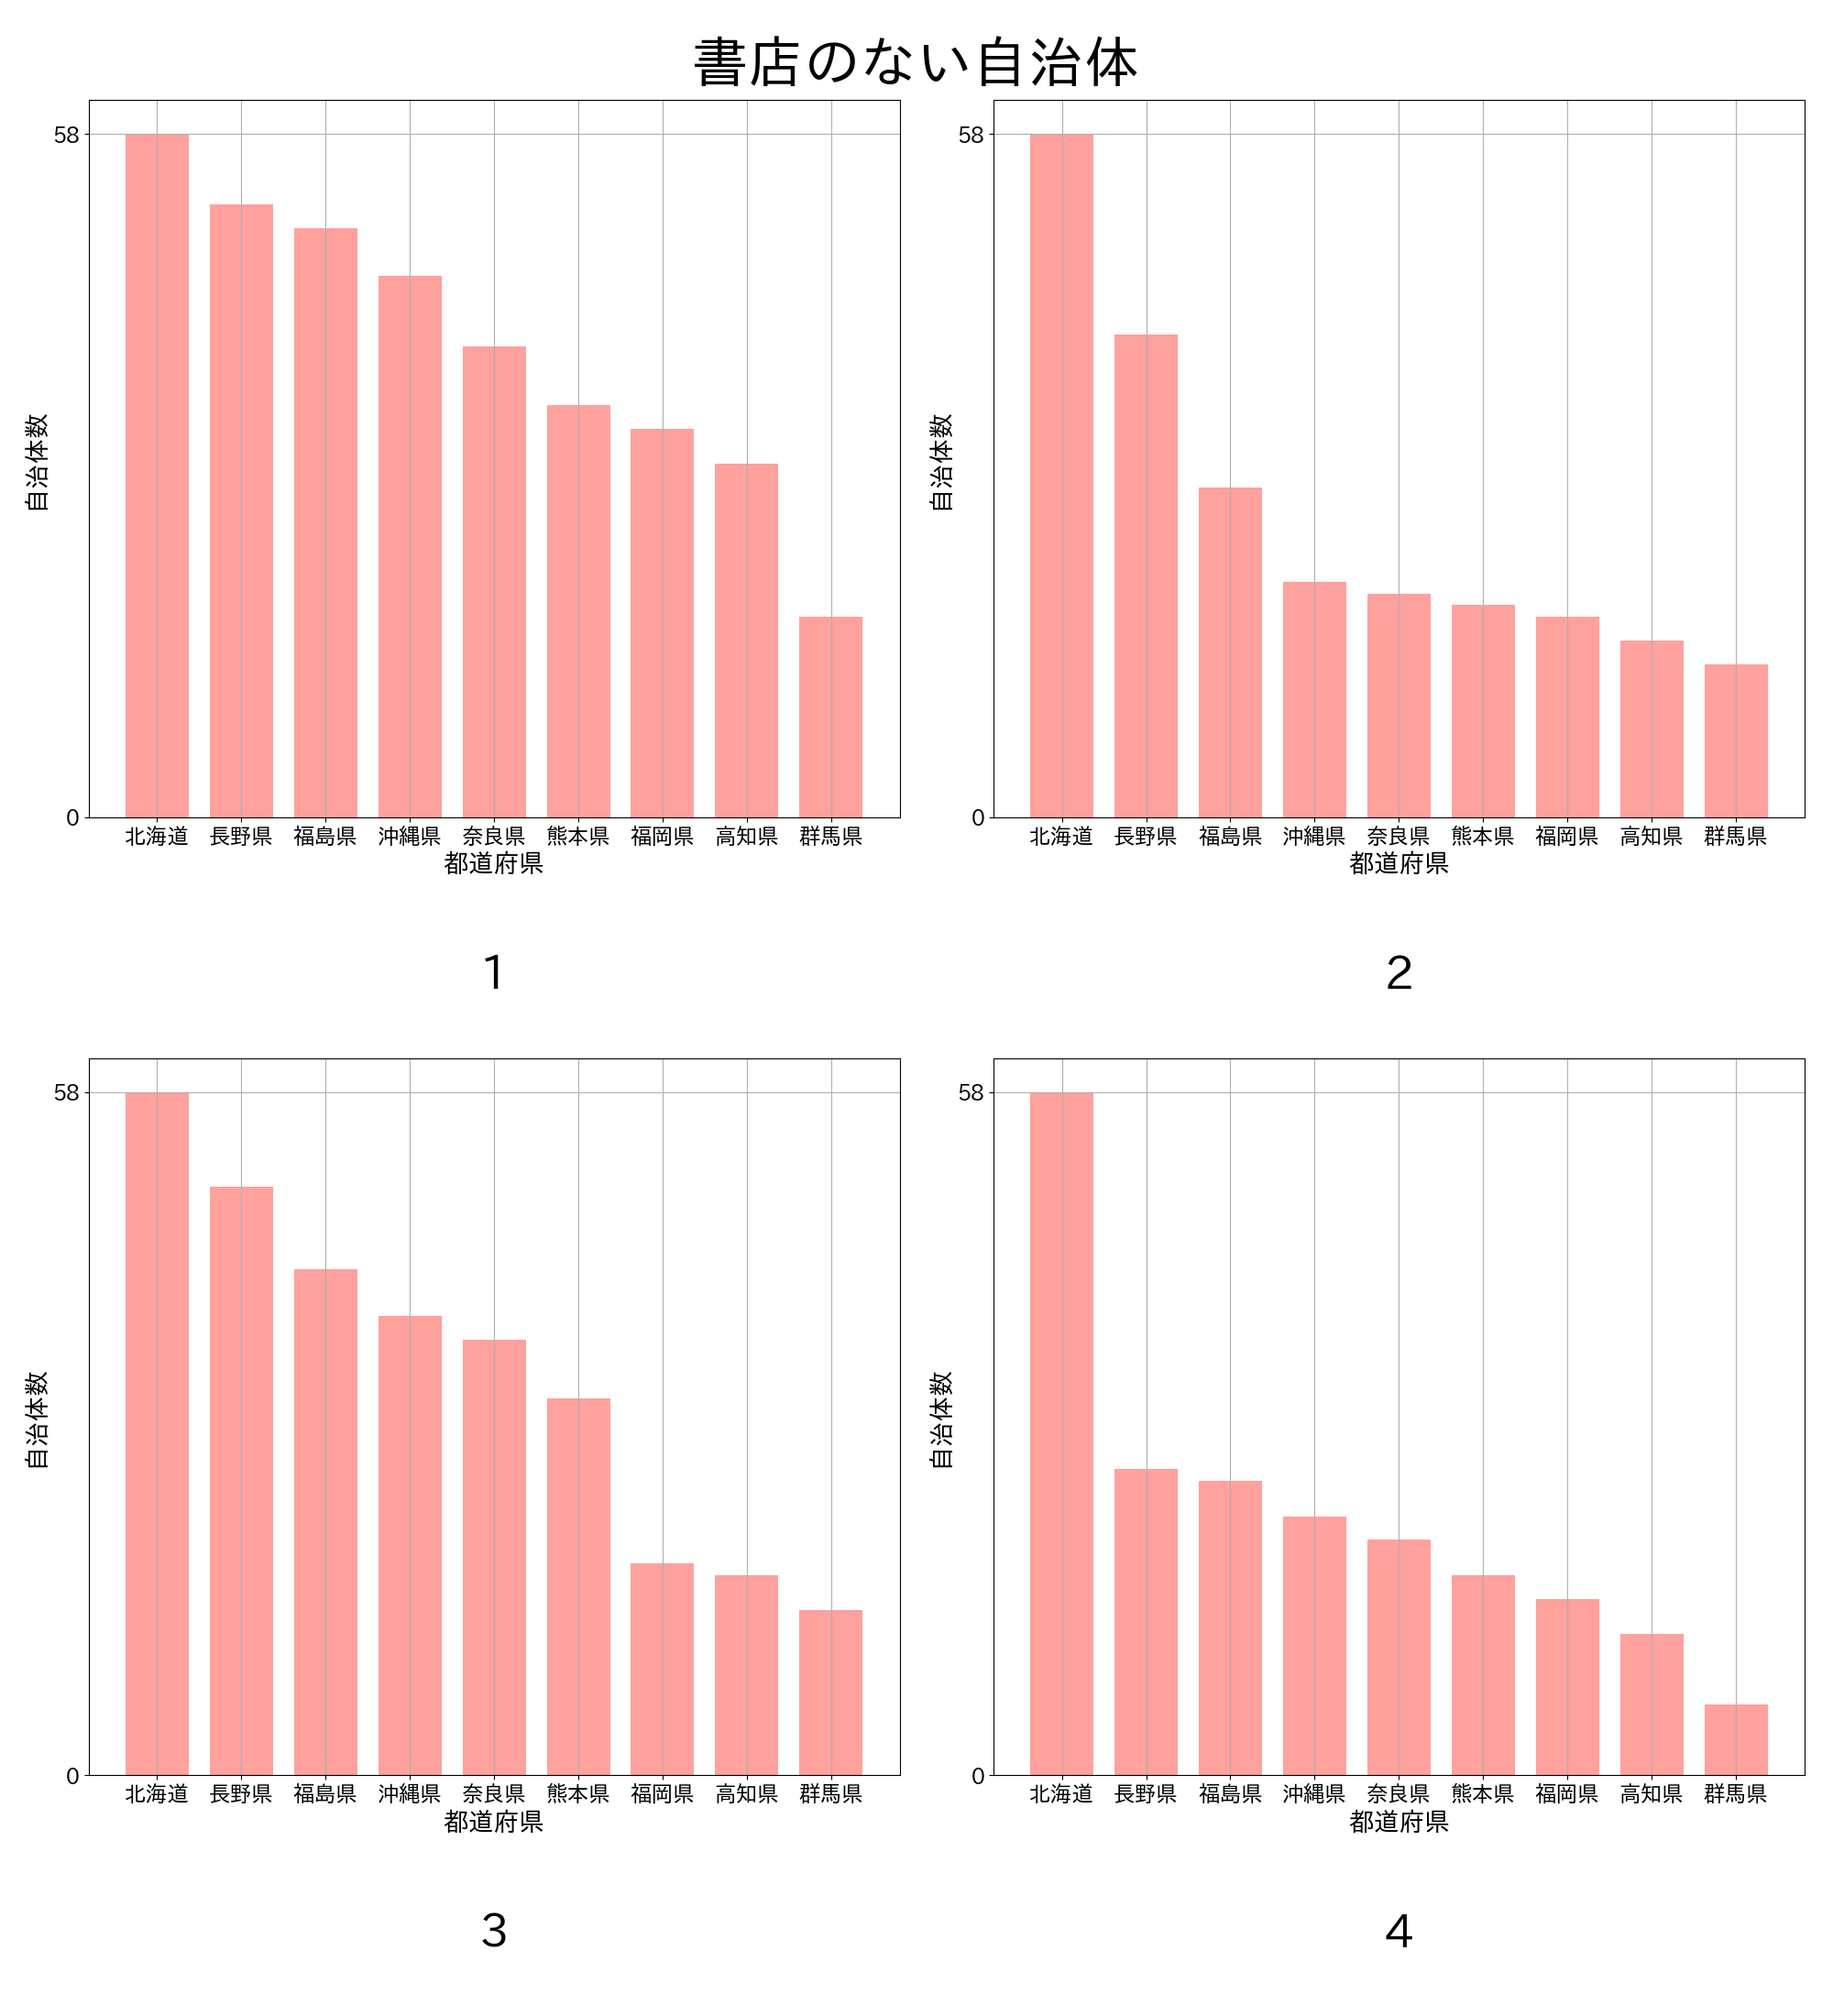 書店のない自治体
58
0
自治体数
北海道 長野県 福島県 沖縄県 奈良県 熊本県 福岡県 高知県 群馬県
都道府県
1
58
0
自治体数
北海道 長野県 福島県 沖縄県 奈良県 熊本県 福岡県 高知県 群馬県
都道府県
2
58
0
自治体数
北海道 長野県 福島県 沖縄県 奈良県 熊本県 福岡県 高知県 群馬県
都道府県
3
58
0
自治体数
北海道 長野県 福島県 沖縄県 奈良県 熊本県 福岡県 高知県 群馬県
都道府県
4